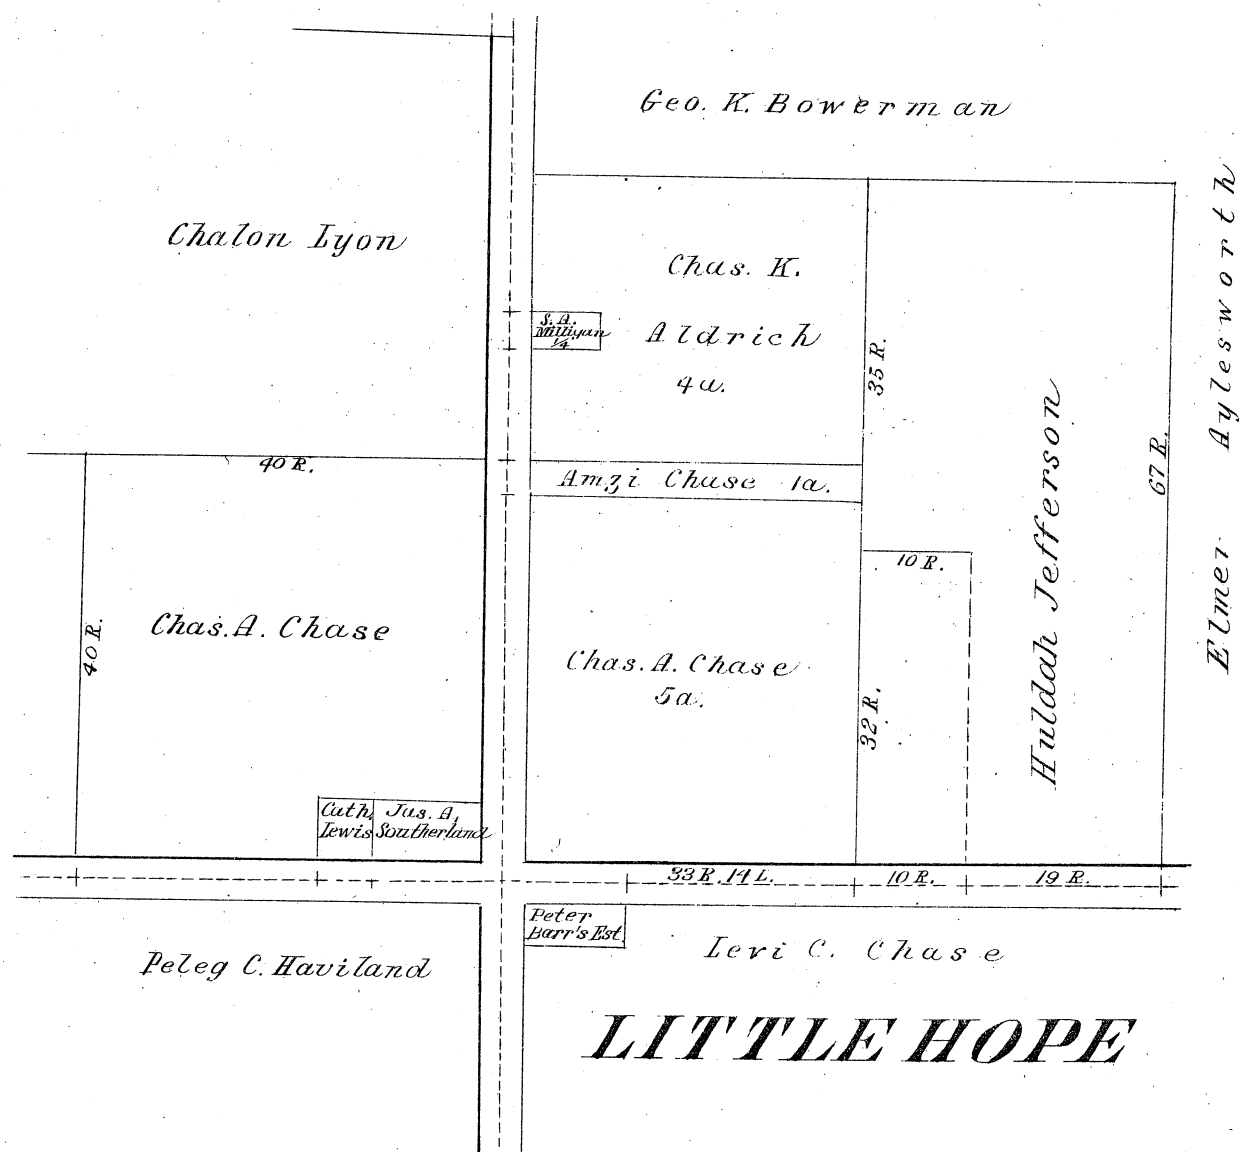 Geo. K. Bowerman
Chalon Lyon
Chas. K.
Aldrich
4a.
S. A.
Milligan
1/4
35 R.
Elmer Aylesworth
40 R.
Amzi Chase 1a.
67 R.
Huldah Jefferson
10 R.
40 R.
Chas. A. Chase
Chas. A. Chase
5a.
32 R.
Cath.
Lewis
Jas. A.
Southerland
33 R. 14 L.
10 R.
19 R.
Peter
Barr's Est.
Levi C. Chase
Peleg C. Haviland
LITTLE HOPE